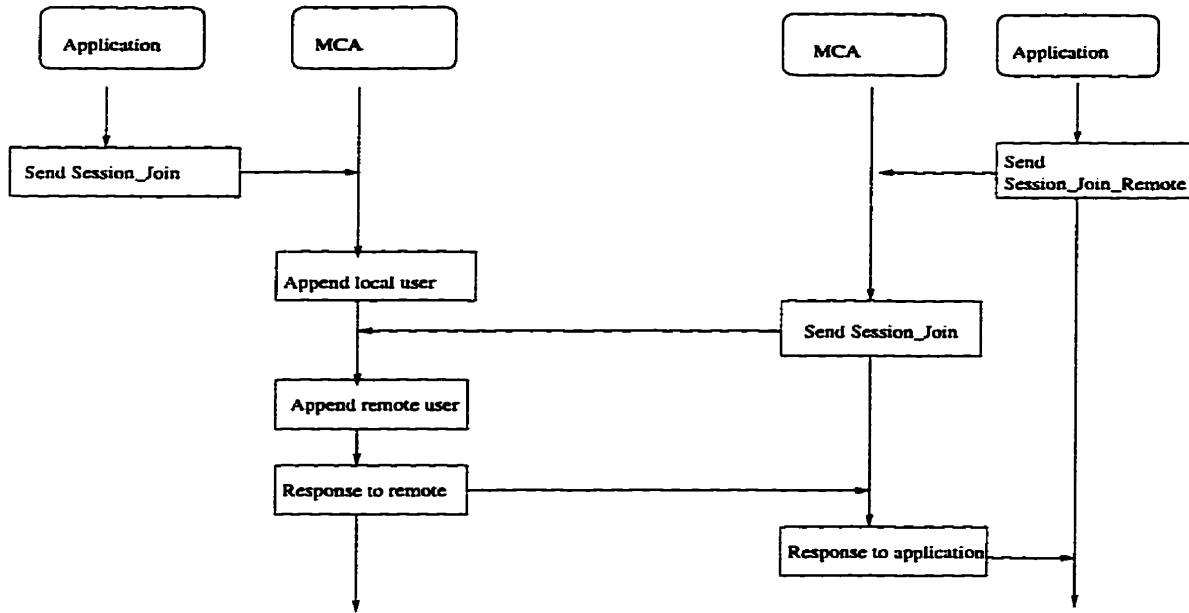 Application
MCA
MCA
Application
Send Session_Join
Send
Session_Join_Remote
Append local user
Send Session_Join
Append remote user
Response to remote
Response to application